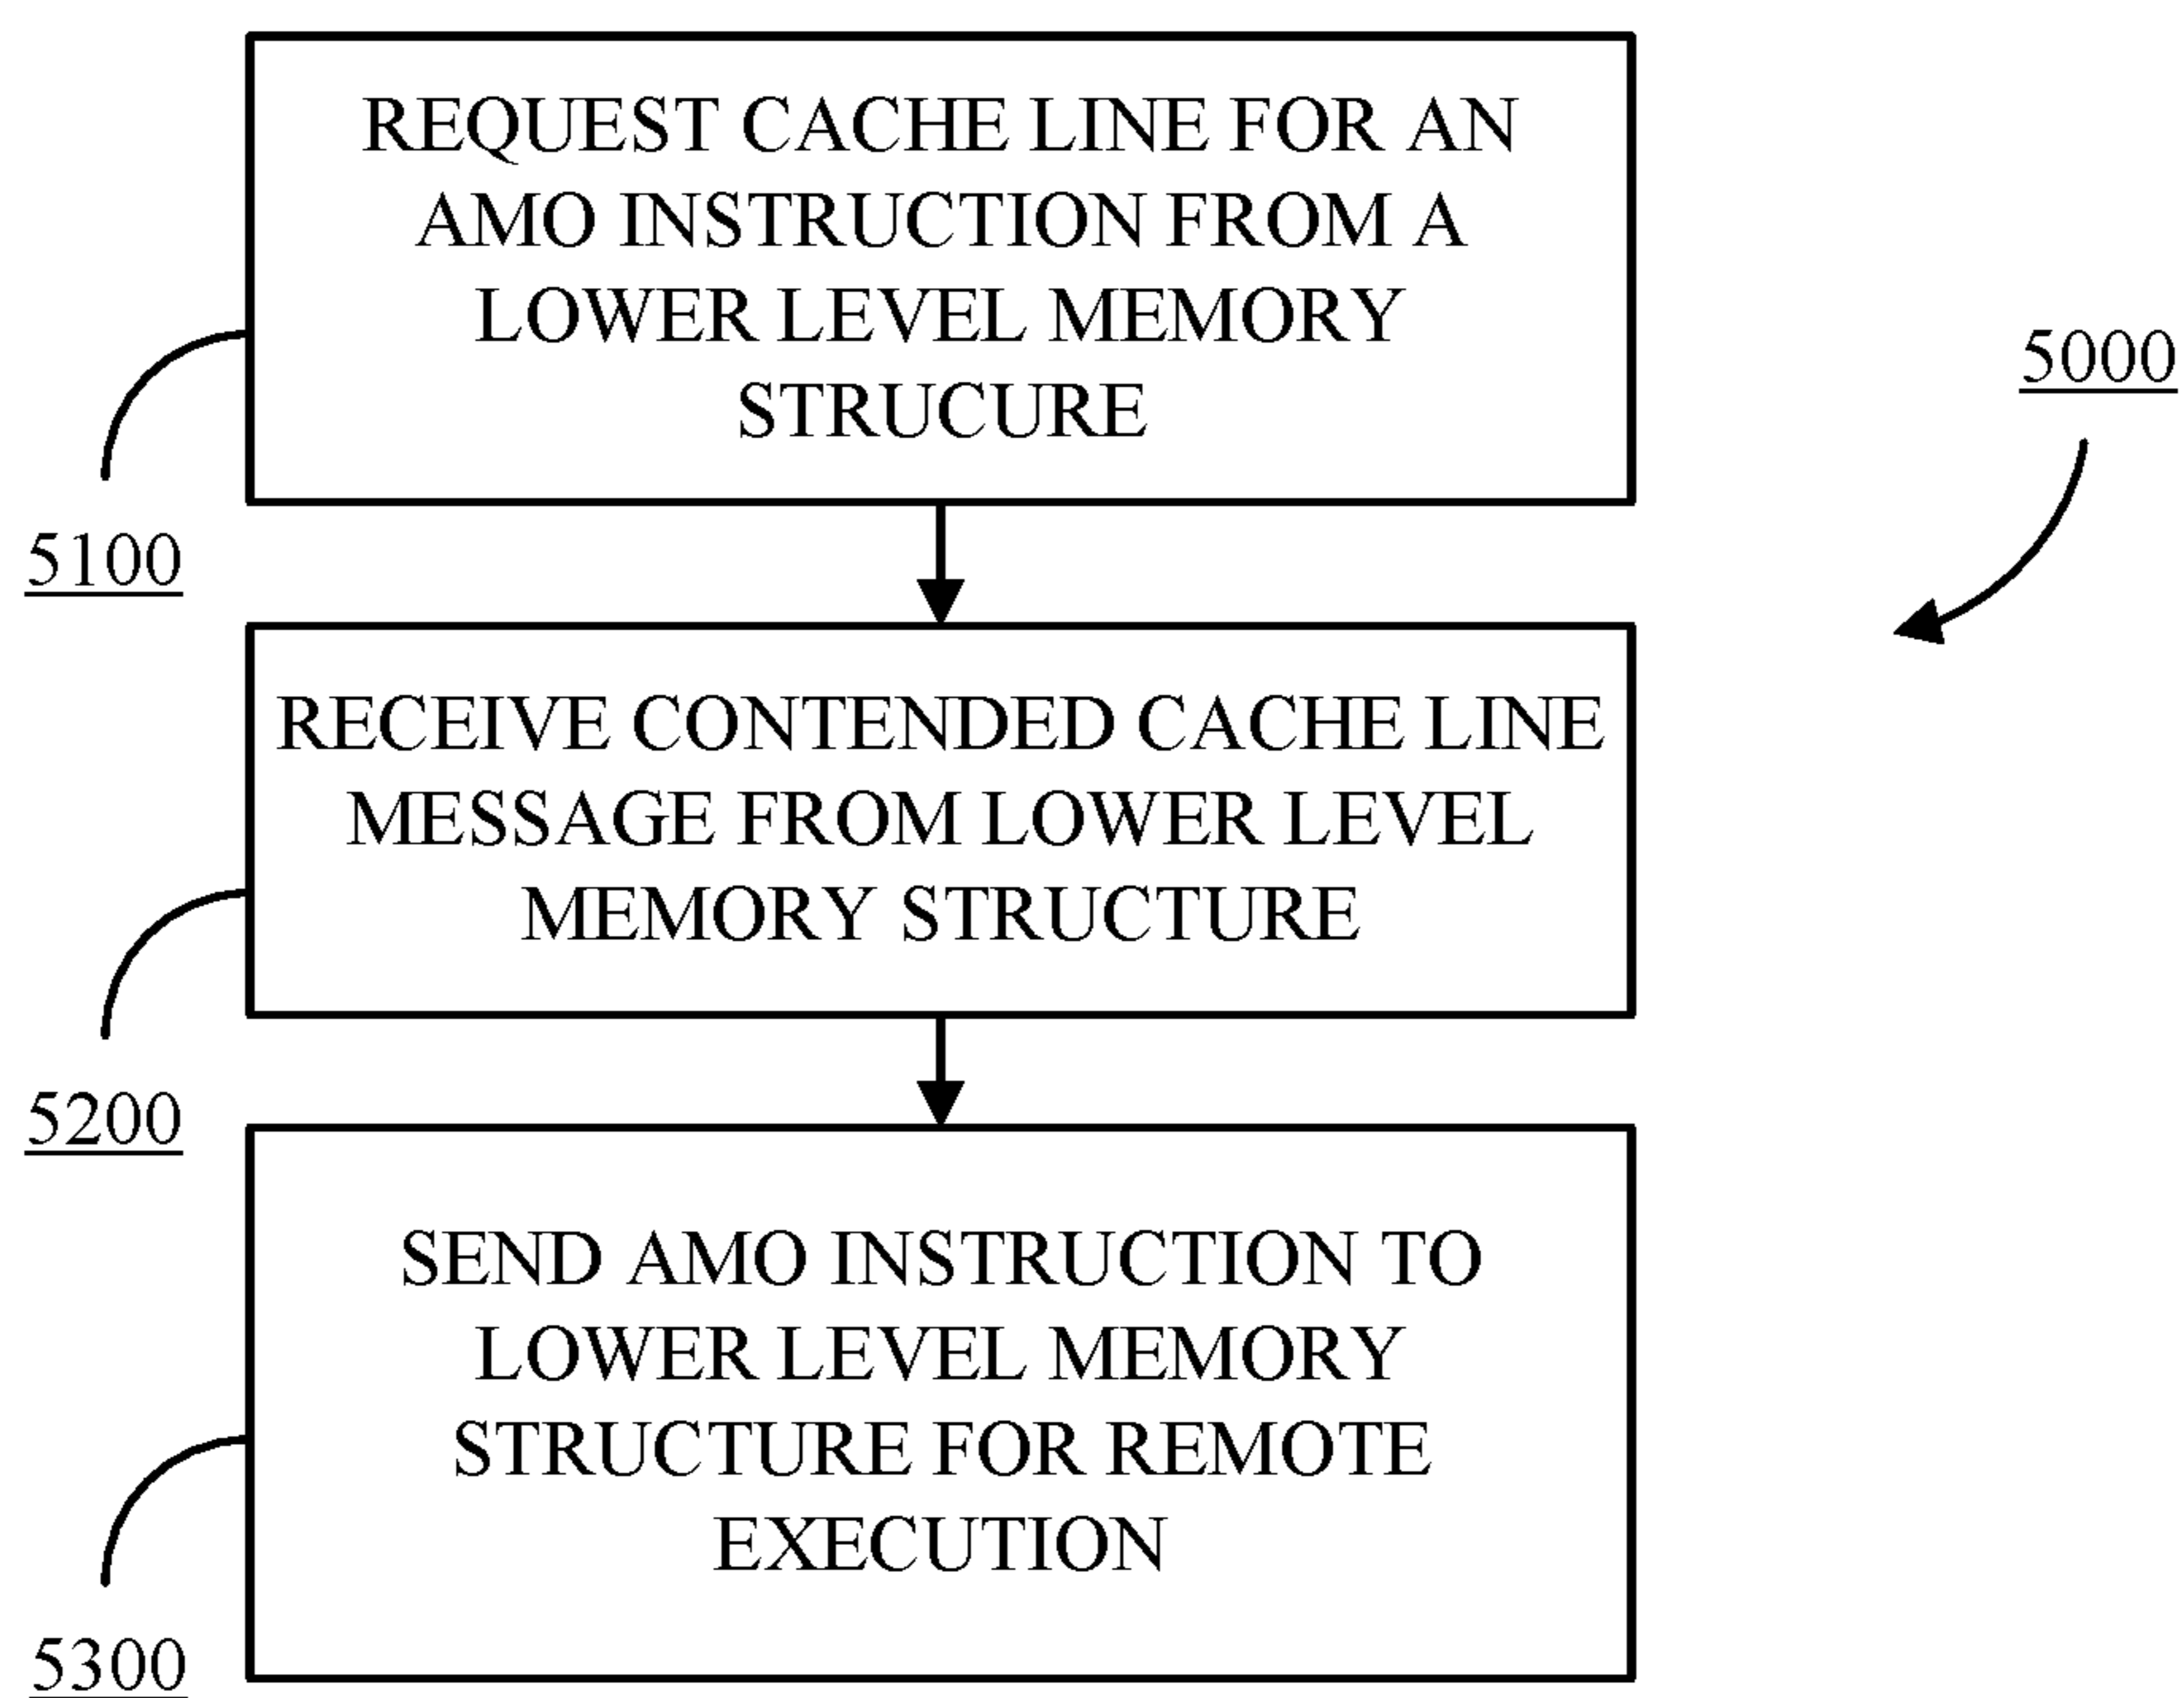 REQUEST CACHE LINE FOR AN
AMO INSTRUCTION FROM A
LOWER LEVEL MEMORY
STRUCURE
5000
5100
RECEIVE CONTENDED CACHE LINE
MESSAGE FROM LOWER LEVEL
MEMORY STRUCTURE
5200
SEND AMO INSTRUCTION TO
LOWER LEVEL MEMORY
STRUCTURE FOR REMOTE
EXECUTION
5300